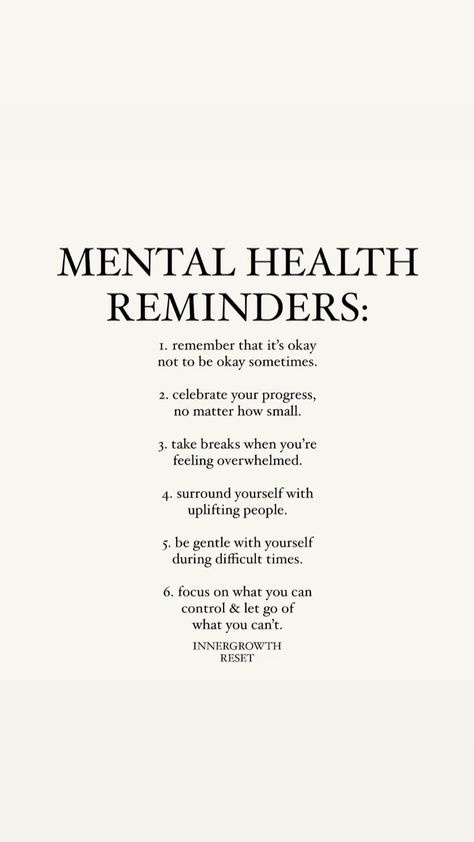 MENTAL HEALTH
REMINDERS:
1. remember that it’s okay
not to be okay sometimes.
2. celebrate your progress,
no matter how small.
3. take breaks when you’re
feeling overwhelmed.
4. surround yourself with
uplifting people.
5. be gentle with yourself
during difficult times.
6. focus on what you can
control & let go of
what you can’t.
INNERGROWTH
RESET